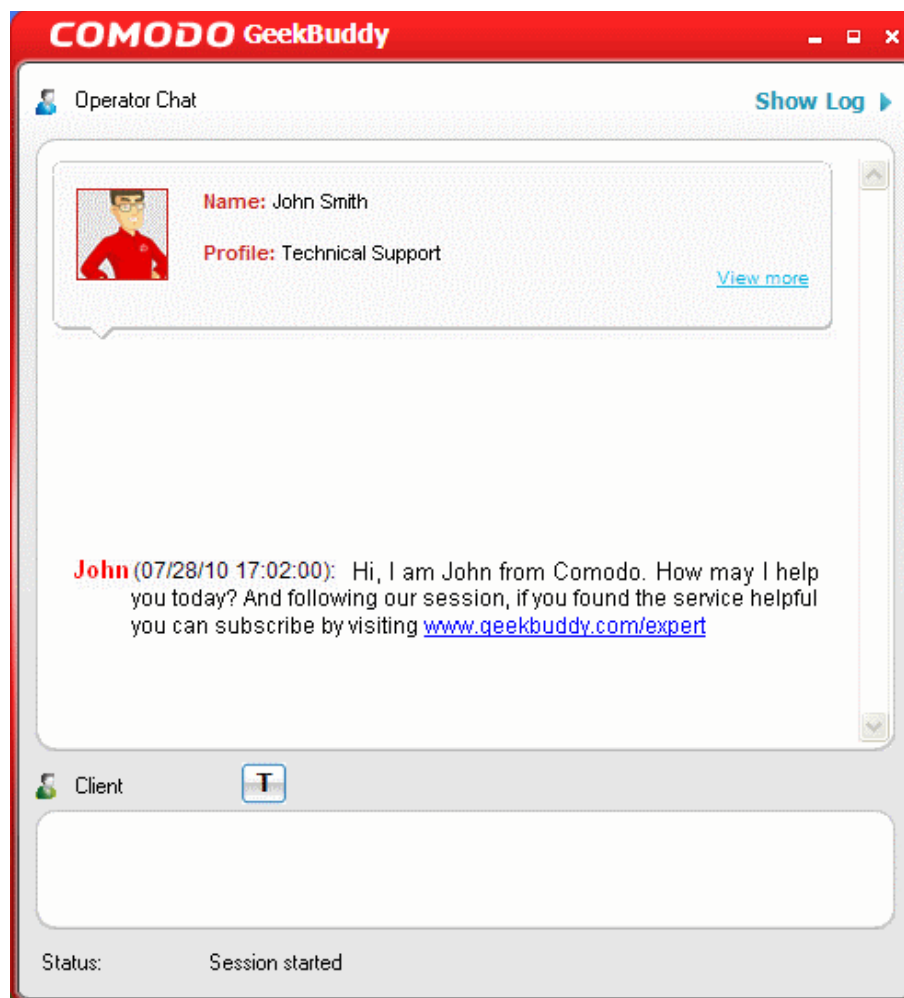 COMODO GeekBuddy
Operator Chat
Show Log
Name: John Smith
Profile: Technical Support
View more
John (07/28/10 17:02:00): Hi, I am John from Comodo. How may I help
you today? And following our session, if you found the service helpful
you can subscribe by visiting www.geekbuddy.com/expert
Client
T
Status: Session started